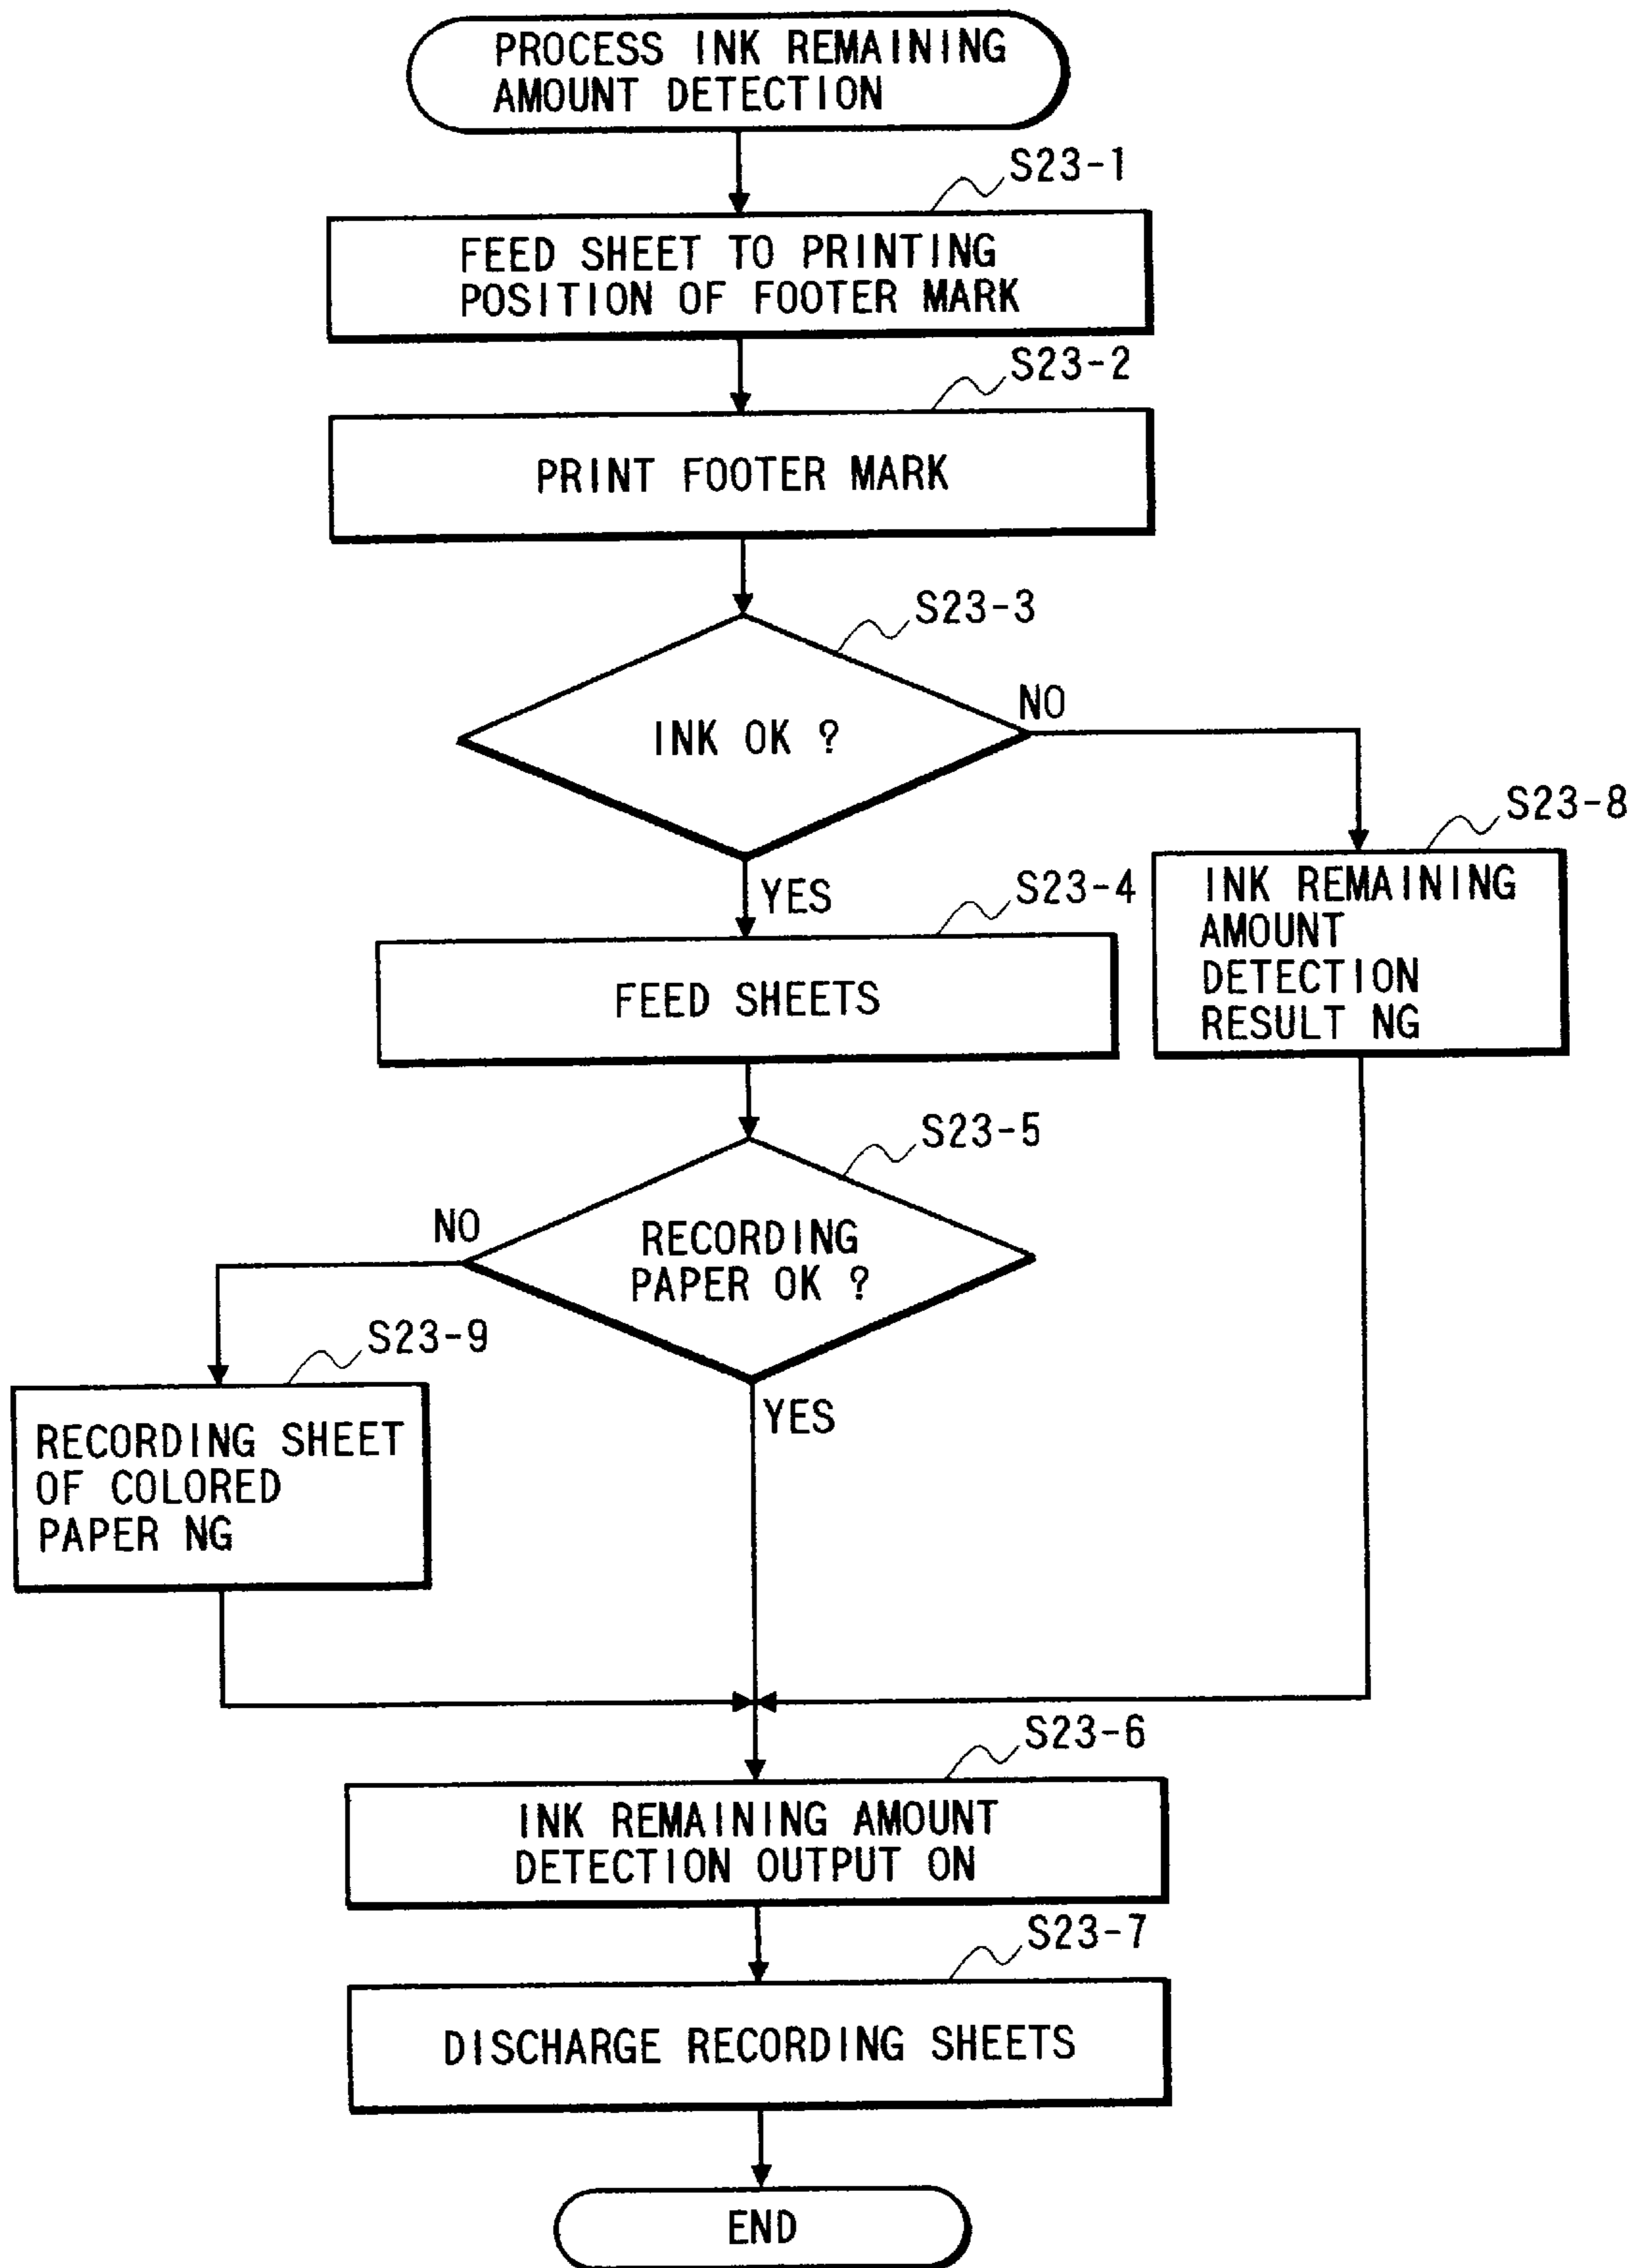 PROCESS INK REMAINING
AMOUNT DETECTION
S23-1
FEED SHEET TO PRINTING
POSITION OF FOOTER MARK
S23-2
PRINT FOOTER MARK
S23-3
INK OK ?
NO
YES
S23-8
INK REMAINING
AMOUNT
DETECTION
RESULT NG
S23-4
FEED SHEETS
S23-5
RECORDING
PAPER OK ?
NO
YES
S23-9
RECORDING SHEET
OF COLORED
PAPER NG
S23-6
INK REMAINING AMOUNT
DETECTION OUTPUT ON
S23-7
DISCHARGE RECORDING SHEETS
END